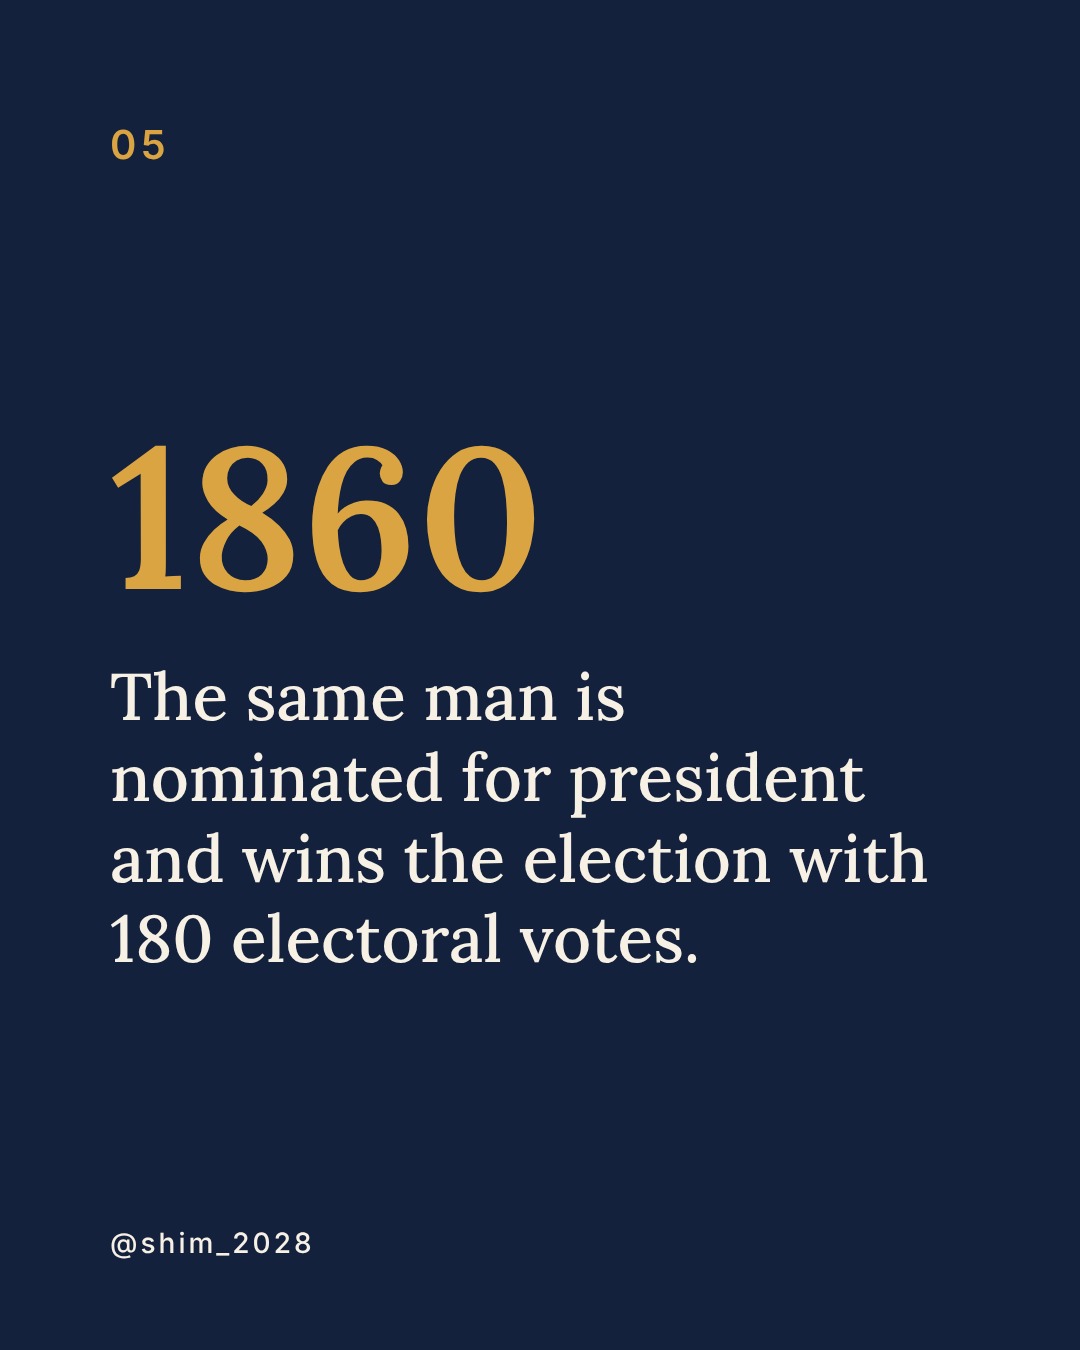 05
1860
The same man is
nominated for president
and wins the election with
180 electoral votes.
@shim_2028